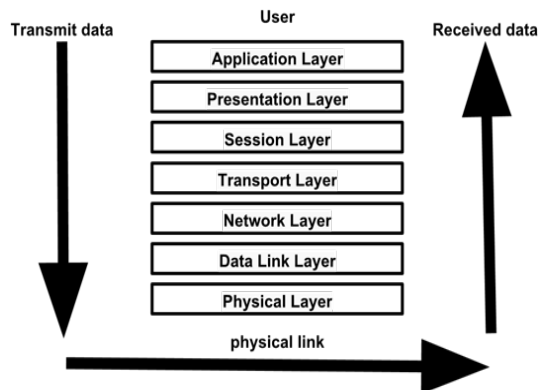 User
Transmit data
Received data
Application Layer
Presentation Layer
Session Layer
Transport Layer
Network Layer
Data Link Layer
Physical Layer
physical link